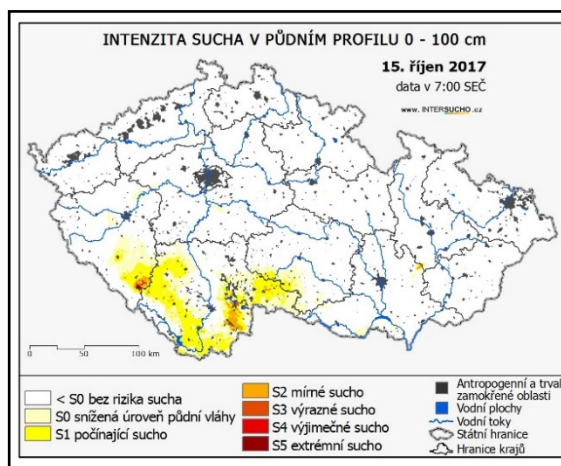 INTENZITA SUCHA V PŮDNÍM PROFILU 0 - 100 cm
15. říjen 2017
data v 7:00 SEČ
www.INTERSUCHO.cz
0 50 100 km
< S0 bez rizika sucha
S0 snížená úroveň půdní vláhy
S1 počínající sucho
S2 mírné sucho
S3 výrazné sucho
S4 výjimečné sucho
S5 extrémní sucho
Antropogenní a trval
zamokřené oblasti
Vodní plochy
Vodní toky
Státní hranice
Hranice krajů